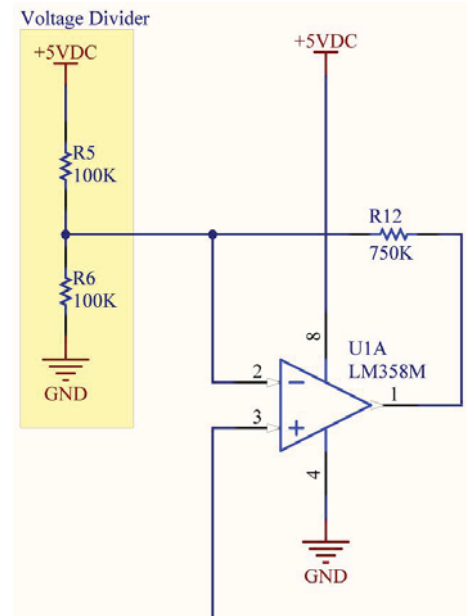 Voltage Divider
+5VDC
+5VDC
R5
100K
R12
750K
R6
100K
8
U1A
LM358M
2
1
3
4
GND
GND